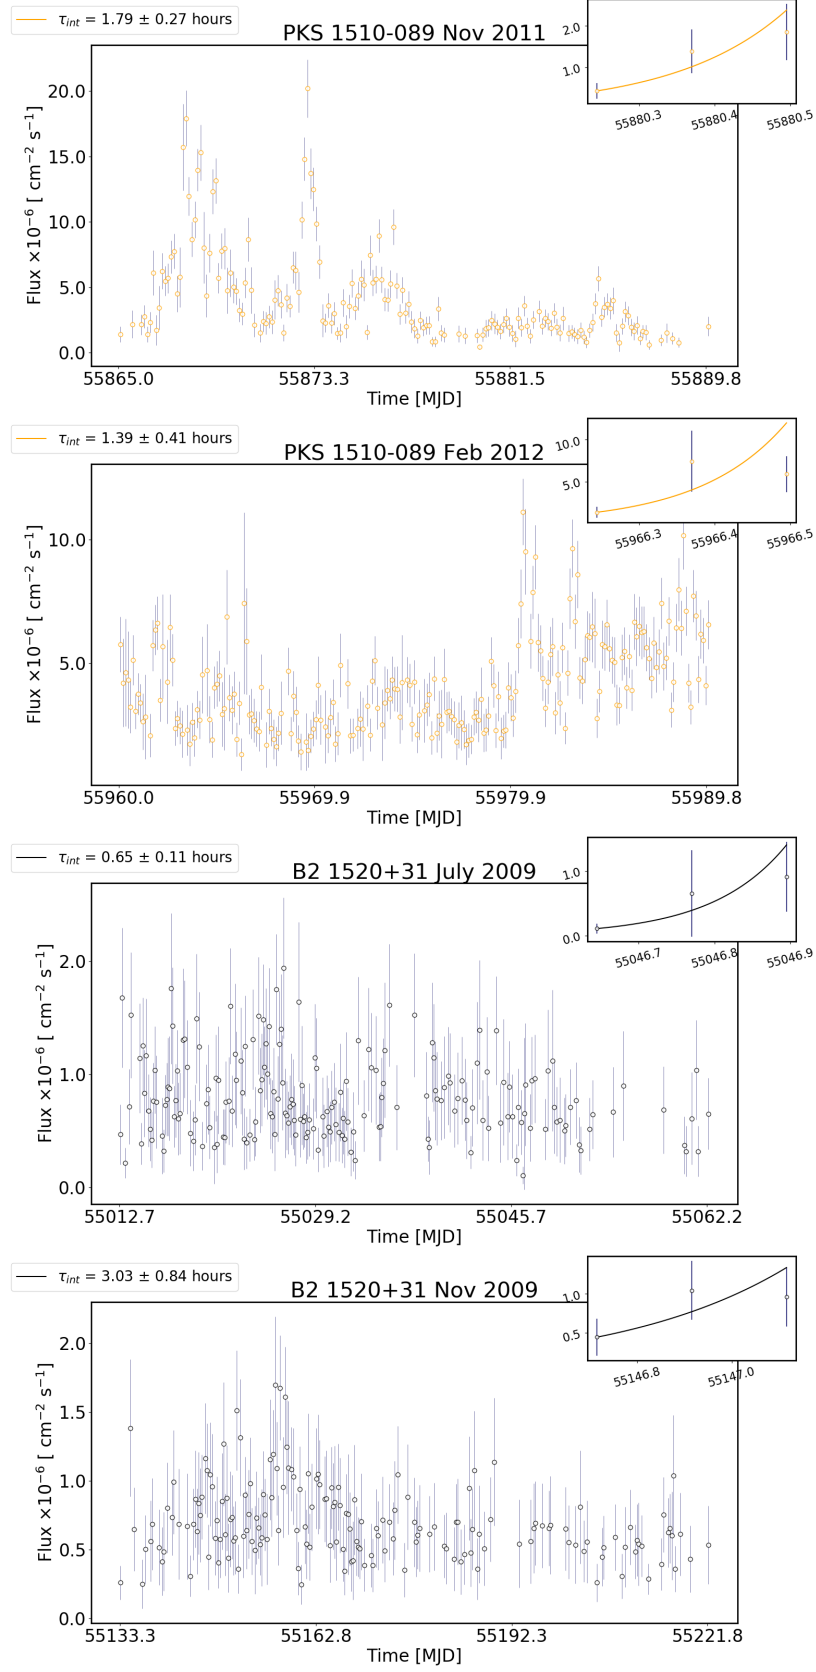 τint = 1.79 ± 0.27 hours
PKS 1510-089 Nov 2011
2.0
1.0
55880.3 55880.4 55880.5
20.0
15.0
10.0
5.0
0.0
Flux ×10−6 [ cm−2 s−1]
55865.0 55873.3 55881.5 55889.8
Time [MJD]
τint = 1.39 ± 0.41 hours
PKS 1510-089 Feb 2012
10.0
5.0
55966.3 55966.4 55966.5
10.0
5.0
Flux ×10−6 [ cm−2 s−1]
55960.0 55969.9 55979.9 55989.8
Time [MJD]
τint = 0.65 ± 0.11 hours
B2 1520+31 July 2009
1.0
0.0
55046.7 55046.8 55046.9
2.0
1.0
0.0
Flux ×10−6 [ cm−2 s−1]
55012.7 55029.2 55045.7 55062.2
Time [MJD]
τint = 3.03 ± 0.84 hours
B2 1520+31 Nov 2009
1.0
0.5
55146.8 55147.0
2.0
1.5
1.0
0.5
0.0
Flux ×10−6 [ cm−2 s−1]
55133.3 55162.8 55192.3 55221.8
Time [MJD]